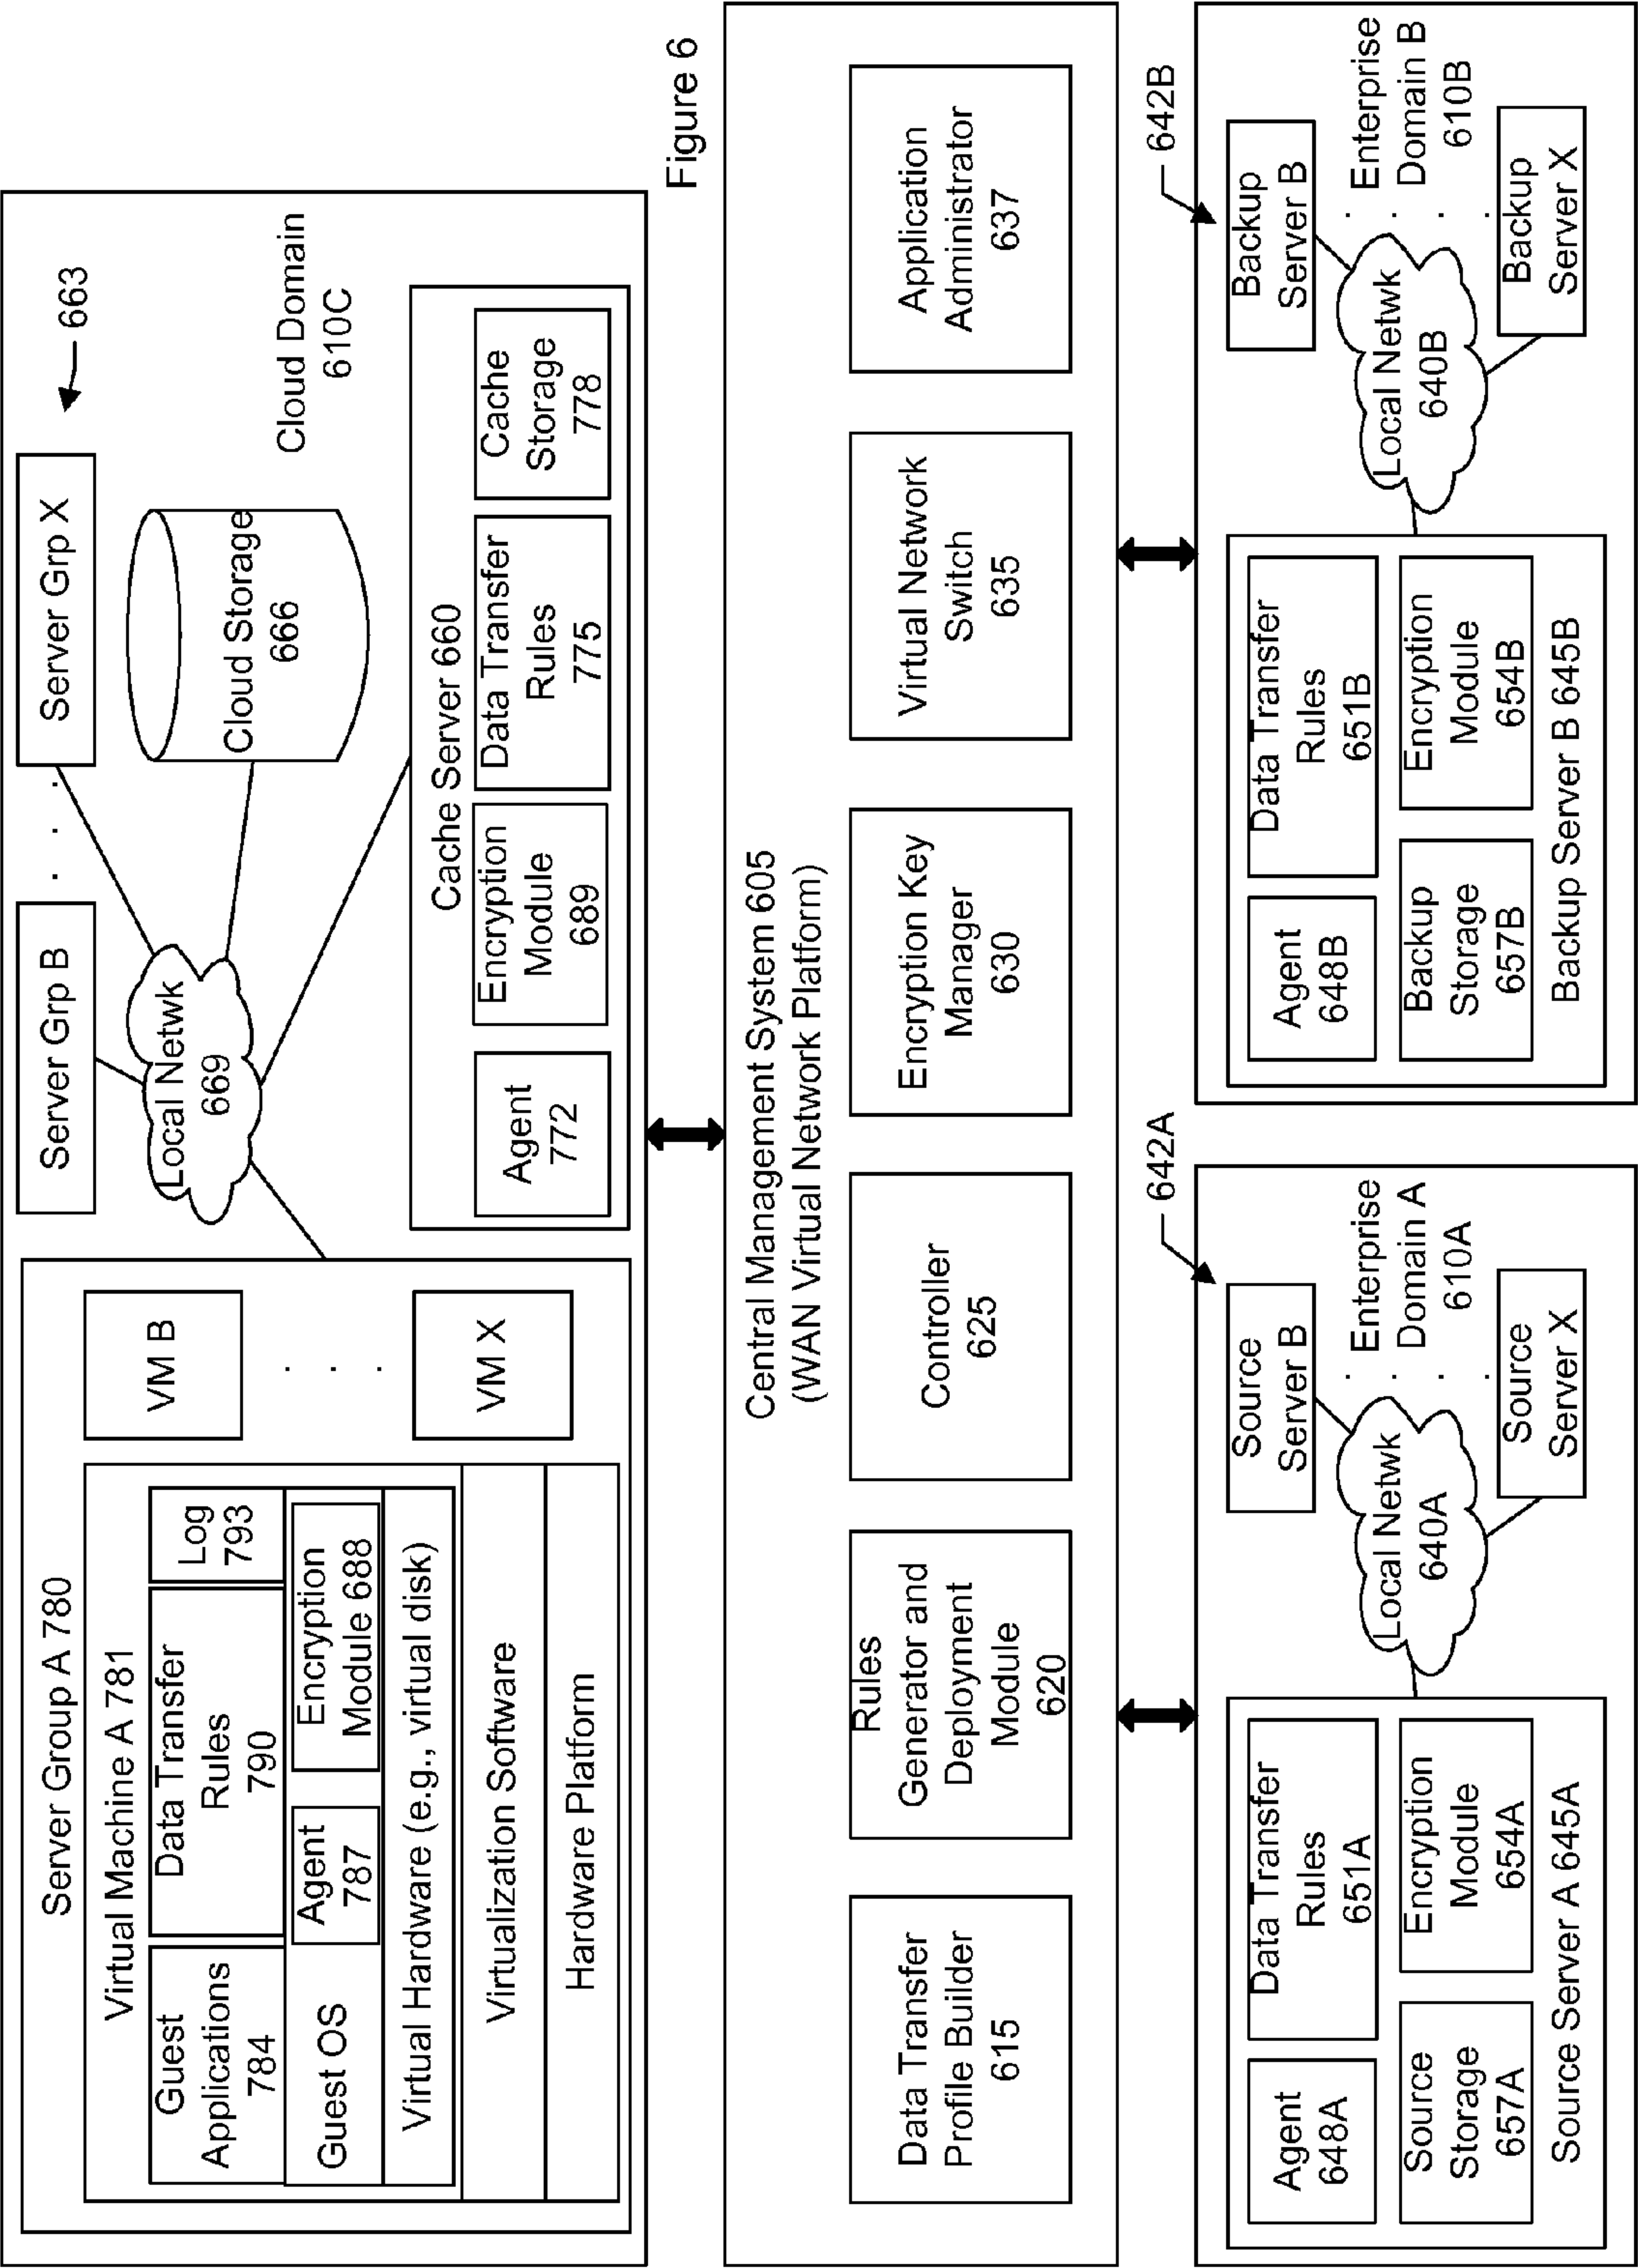 Server Group A 780
Virtual Machine A 781
Guest
Applications
784
Data Transfer
Rules
790
Log
793
Guest OS
Agent
787
Encryption
Module 688
Virtual Hardware (e.g., virtual disk)
Virtualization Software
Hardware Platform
VM B
.
.
.
VM X
Server Grp B
. . .
Server Grp X
663
Local Netwk
669
Cloud Storage
666
Cloud Domain
610C
Cache Server 660
Agent
772
Encryption
Module
689
Data Transfer
Rules
775
Cache
Storage
778
Figure 6
Central Management System 605
(WAN Virtual Network Platform)
Data Transfer
Profile Builder
615
Rules
Generator and
Deployment
Module
620
Controller
625
Encryption Key
Manager
630
Virtual Network
Switch
635
Application
Administrator
637
642A
Agent
648A
Data Transfer
Rules
651A
Source
Storage
657A
Encryption
Module
654A
Source Server A 645A
Local Netwk
640A
Source
Server B
Enterprise
Domain A
610A
.
.
.
.
Source
Server X
642B
Agent
648B
Data Transfer
Rules
651B
Backup
Storage
657B
Encryption
Module
654B
Backup Server B 645B
Local Netwk
640B
Backup
Server B
Enterprise
Domain B
610B
.
.
.
.
Backup
Server X